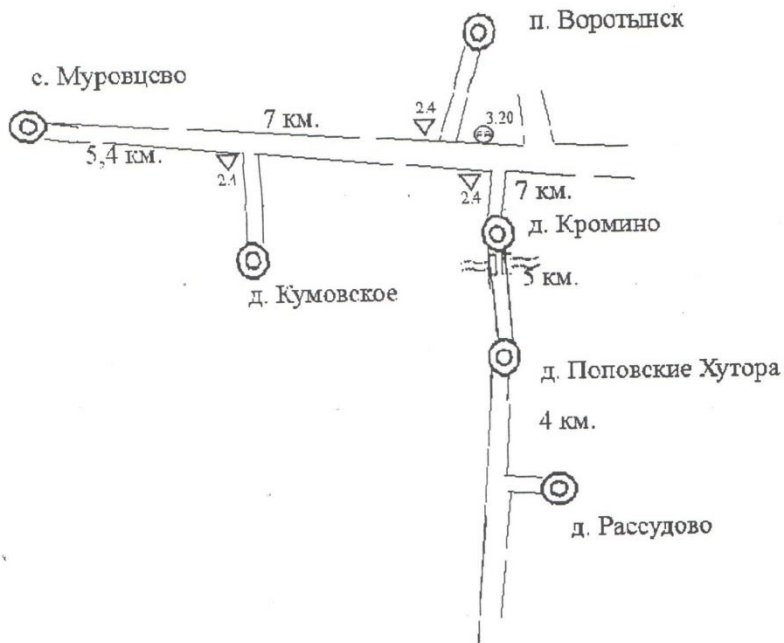 п. Воротынск
с. Муровцево
7 км.
2.4
3.20
5,4 км.
2.4
2.4
7 км.
д. Кромино
д. Кумовское
5 км.
д. Поповские Хутора
4 км.
д. Рассудово